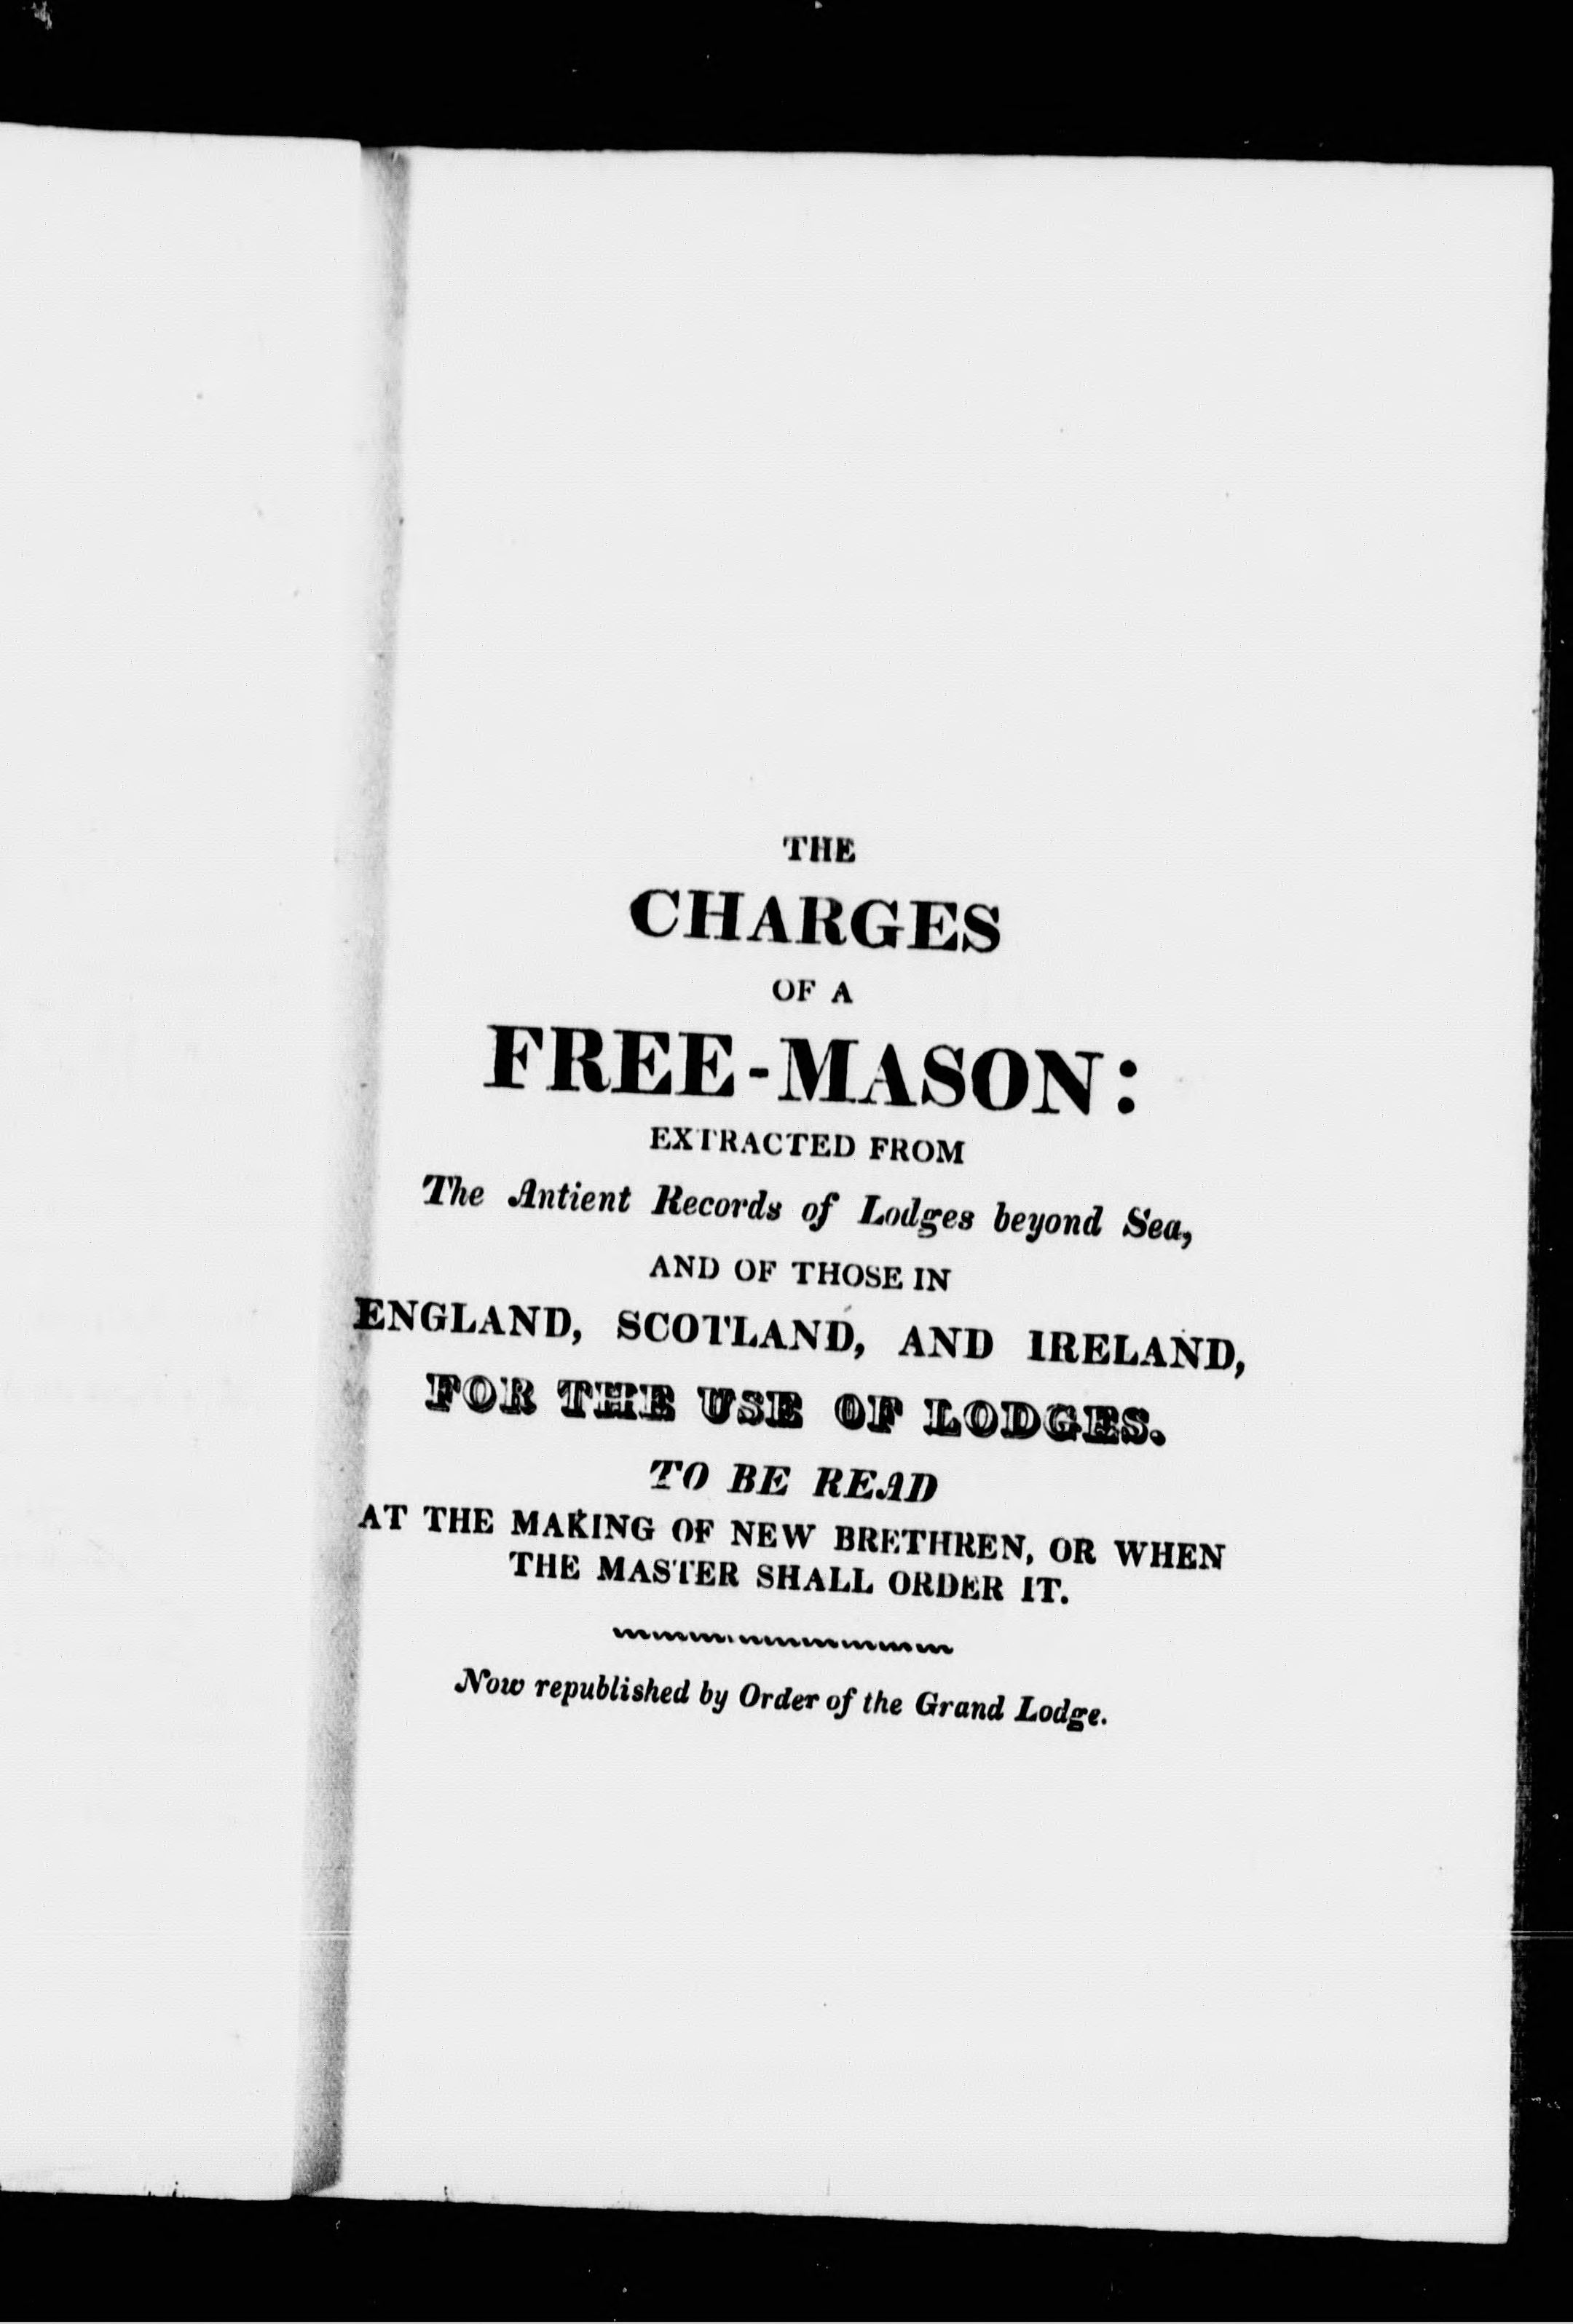 THE
CHARGES
OF A
FREE-MASON:
EXTRACTED FROM
The Antient Records of Lodges beyond Sea,
AND OF THOSE IN
ENGLAND, SCOTLAND, AND IRELAND,
FOR THE USE OF LODGES.
TO BE READ
AT THE MAKING OF NEW BRETHREN, OR WHEN
THE MASTER SHALL ORDER IT.
Now republished by Order of the Grand Lodge.